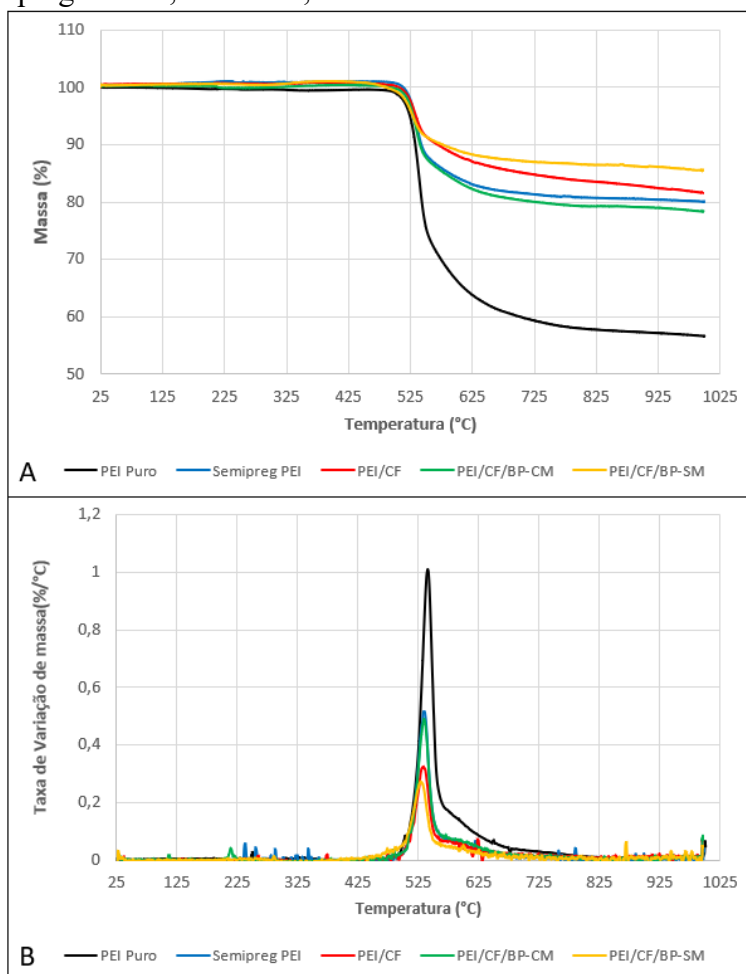 110
100
90
80
70
60
50
Massa (%)
25 125 225 325 425 525 625 725 825 925 1025
Temperatura (°C)
A PEI Puro Semipreg PEI PEI/CF PEI/CF/BP-CM PEI/CF/BP-SM
1,2
1
0,8
0,6
0,4
0,2
0
Taxa de Variação de massa(%/°C)
25 125 225 325 425 525 625 725 825 925 1025
Temperatura (°C)
B PEI Puro Semipreg PEI PEI/CF PEI/CF/BP-CM PEI/CF/BP-SM